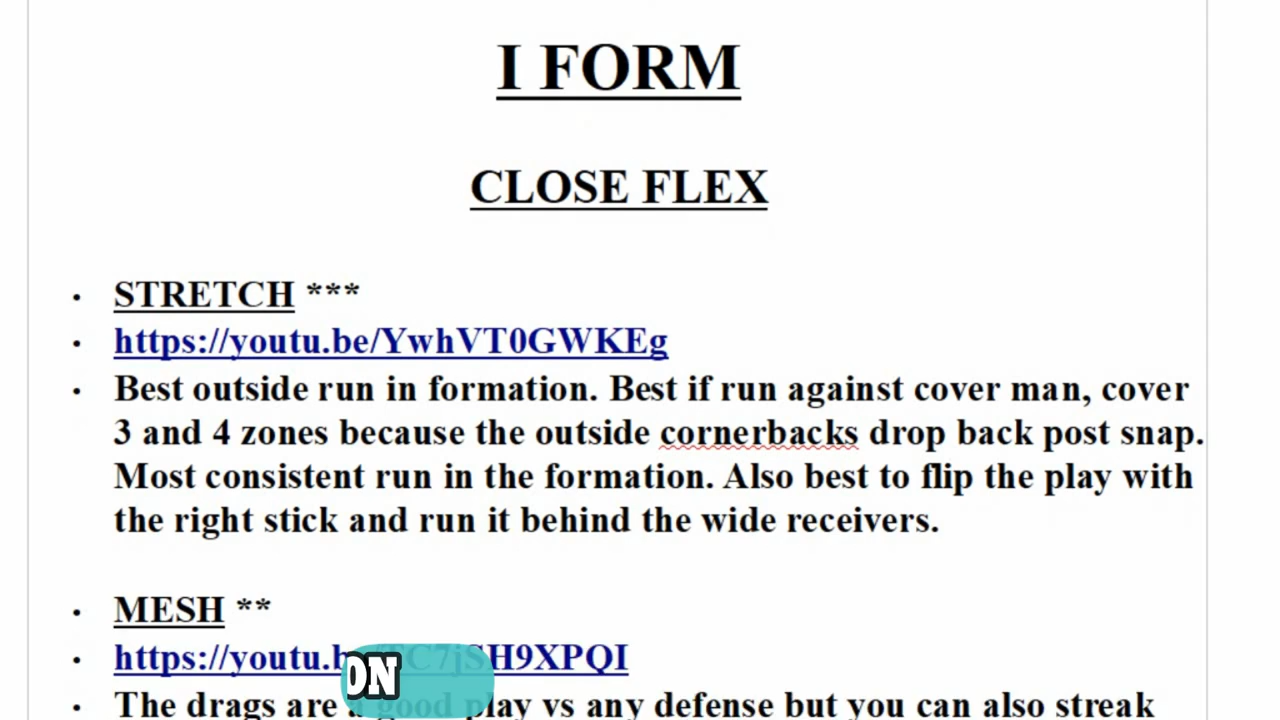 I FORM
CLOSE FLEX
• STRETCH ***
• https://youtu.be/YwhVT0GWKEg
• Best outside run in formation. Best if run against cover man, cover
3 and 4 zones because the outside cornerbacks drop back post snap.
Most consistent run in the formation. Also best to flip the play with
the right stick and run it behind the wide receivers.
• MESH **
• The drags are a good play vs any defense but you can also streak
ON